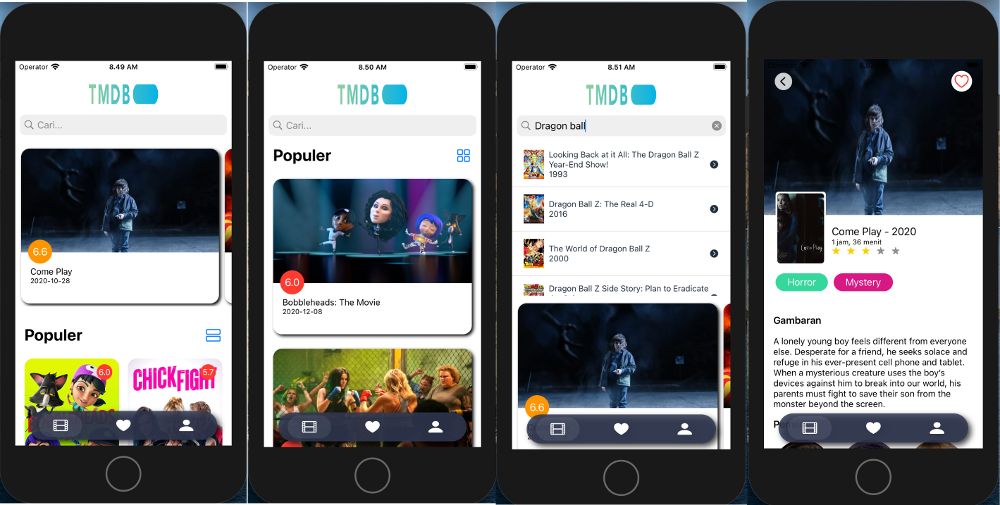 Operator
8.49 AM
TMDB
Cari...
6.6
Come Play
2020-10-28
Populer
6.0
5.7
CHICKFIGHT
Operator
8.50 AM
TMDB
Cari...
Populer
6.0
Bobbleheads: The Movie
2020-12-08
Operator
8.51 AM
TMDB
Dragon ball
Looking Back at it All: The Dragon Ball Z
Year-End Show!
1993
Dragon Ball Z: The Real 4-D
2016
The World of Dragon Ball Z
2000
Dragon Ball Z Side Story: Plan to Eradicate
6.6
Come Play
Come Play - 2020
1 jam, 36 menit
Horror
Mystery
Gambaran
A lonely young boy feels different from everyone
else. Desperate for a friend, he seeks solace and
refuge in his ever-present cell phone and tablet.
When a mysterious creature uses the boy's
devices against him to break into our world, his
parents must fight to save their son from the
monster beyond the screen.